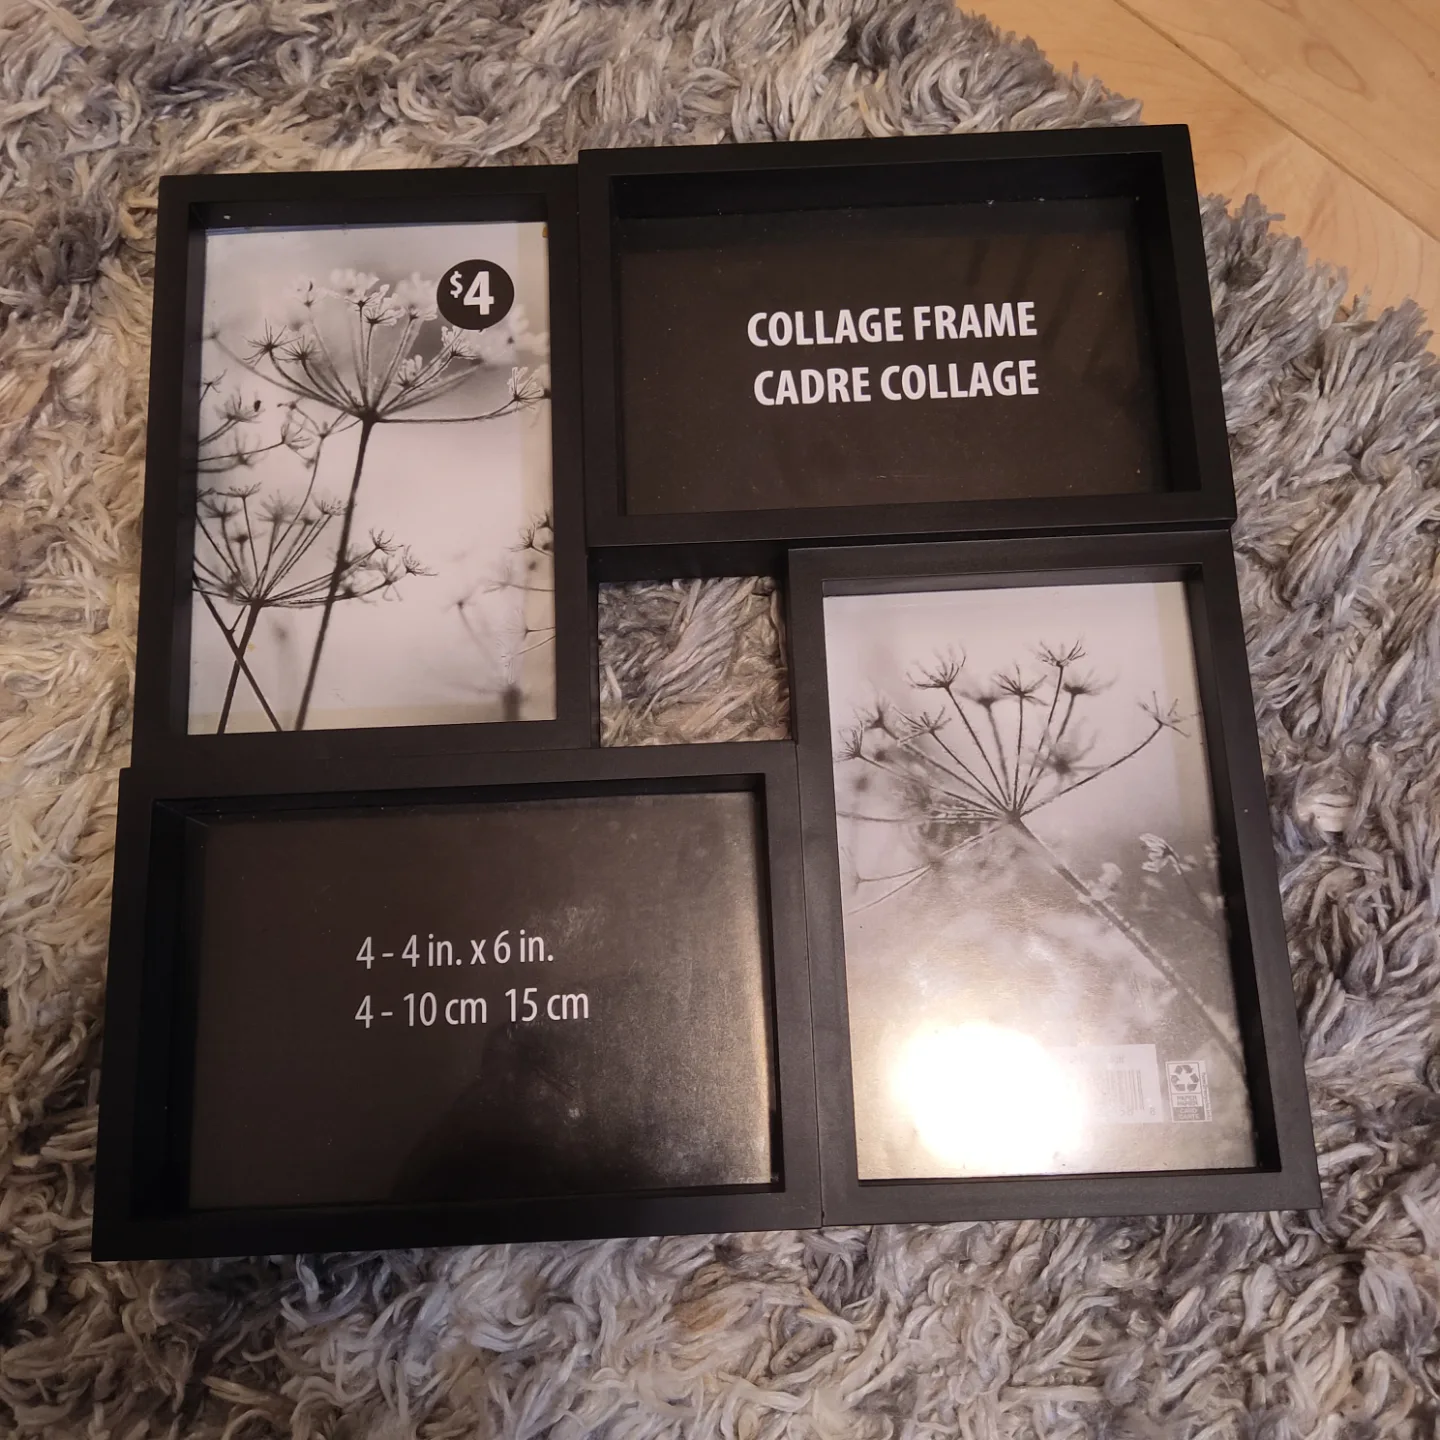 $4
COLLAGE FRAME
CADRE COLLAGE
4 - 4 in. x 6 in.
4 - 10 cm 15 cm